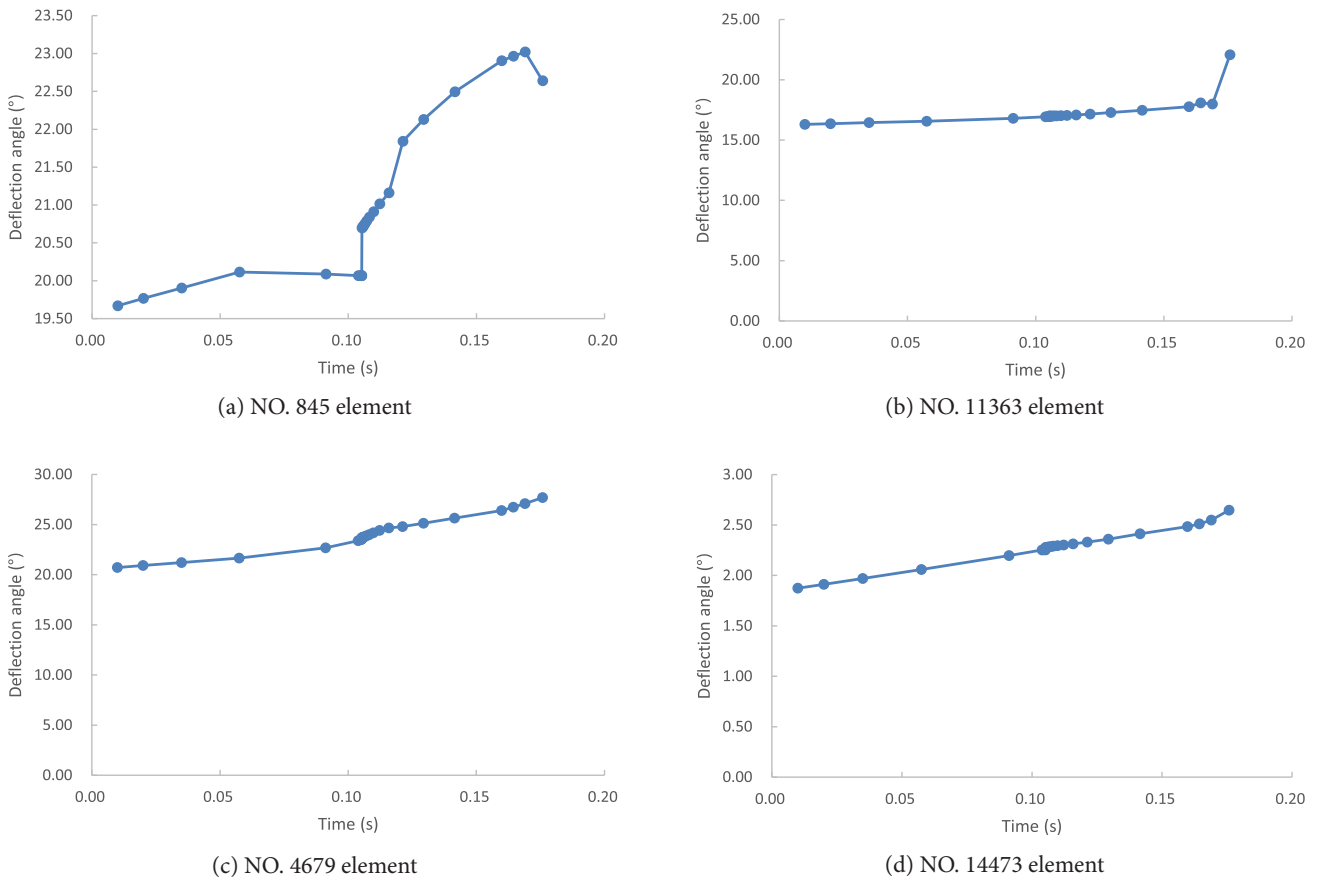 23.50
23.00
22.50
22.00
21.50
21.00
20.50
20.00
19.50
Deflection angle (°)
0.00 0.05 0.10 0.15 0.20
Time (s)
(a) NO. 845 element
25.00
20.00
15.00
10.00
5.00
0.00
Deflection angle (°)
0.00 0.05 0.10 0.15 0.20
Time (s)
(b) NO. 11363 element
30.00
25.00
20.00
15.00
10.00
5.00
0.00
Deflection angle (°)
0.00 0.05 0.10 0.15 0.20
Time (s)
(c) NO. 4679 element
3.00
2.50
2.00
1.50
1.00
0.50
0.00
Deflection angle (°)
0.00 0.05 0.10 0.15 0.20
Time (s)
(d) NO. 14473 element